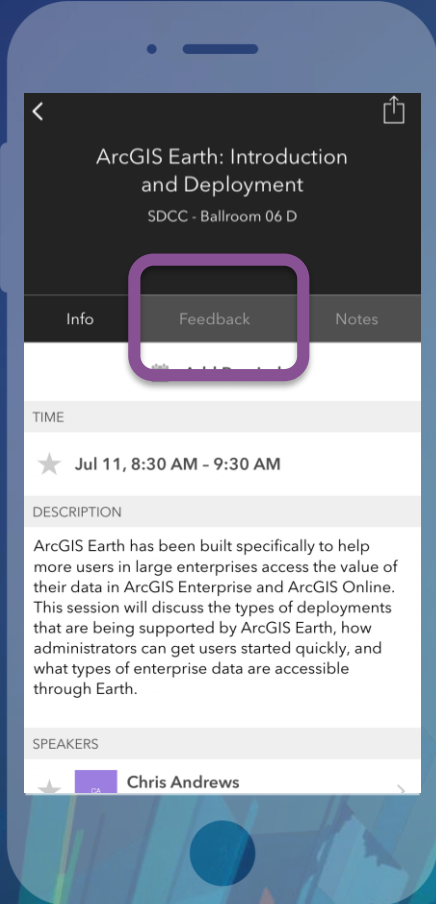 ArcGIS Earth: Introduction
and Deployment
SDCC - Ballroom 06 D
Info Feedback Notes
TIME
Jul 11, 8:30 AM – 9:30 AM
DESCRIPTION
ArcGIS Earth has been built specifically to help
more users in large enterprises access the value of
their data in ArcGIS Enterprise and ArcGIS Online.
This session will discuss the types of deployments
that are being supported by ArcGIS Earth, how
administrators can get users started quickly, and
what types of enterprise data are accessible
through Earth.
SPEAKERS
CA
Chris Andrews